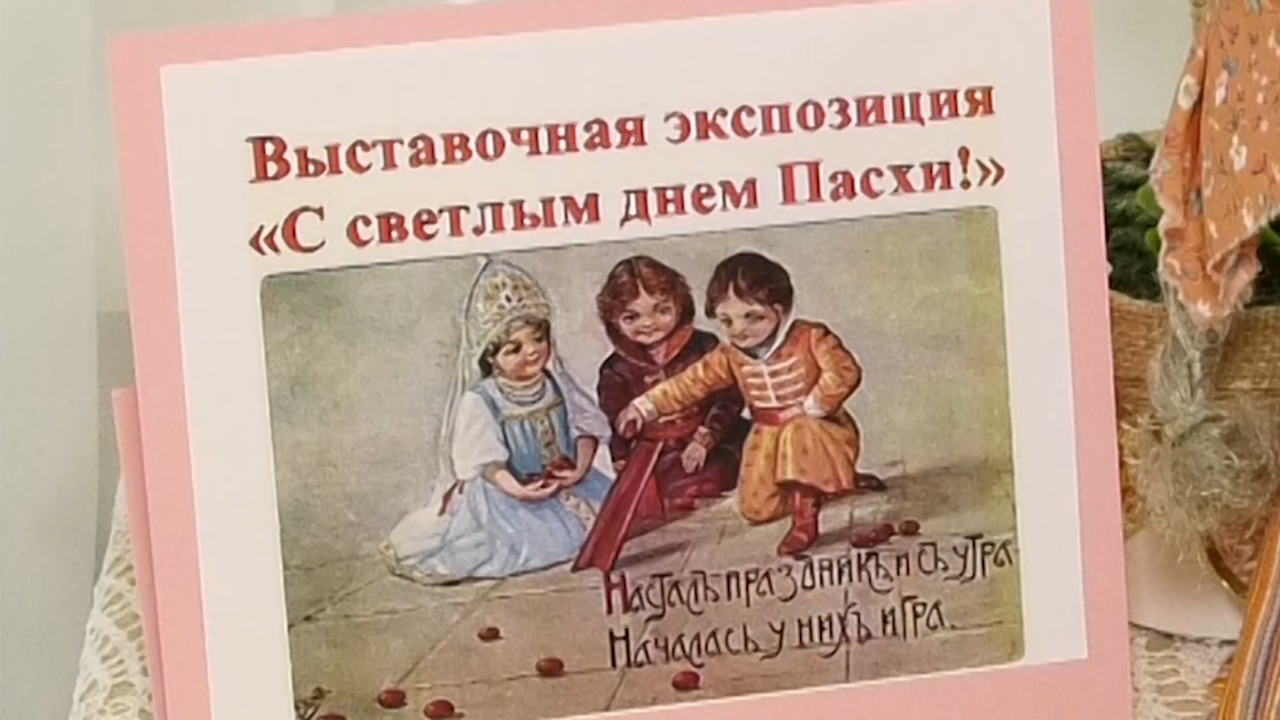 Выставочная экспозиция
«С светлым днем Пасхи!»
Насталъ праздникъ и съ утра
Началась у нихъ игра.